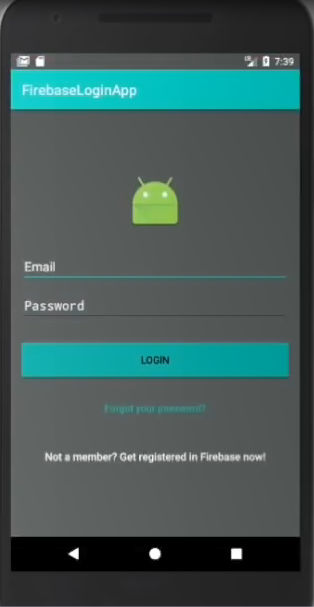 7:39
FirebaseLoginApp
Email
Password
LOGIN
Forgot your password?
Not a member? Get registered in Firebase now!